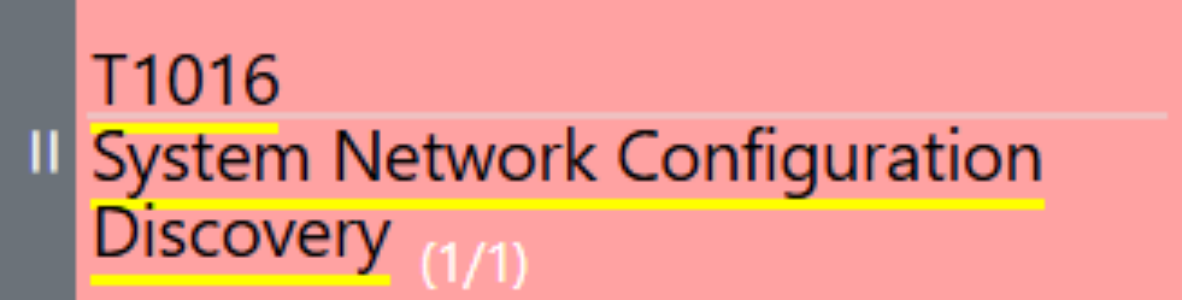 T1016
System Network Configuration
Discovery (1/1)